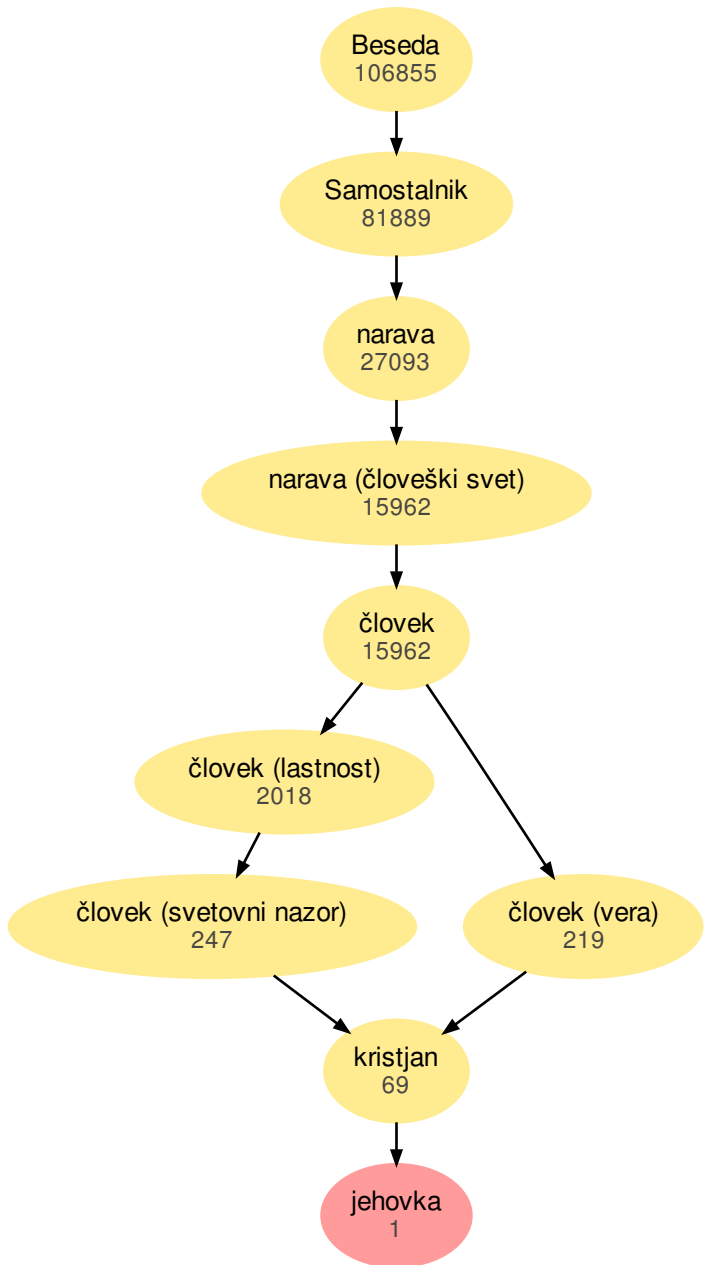 Beseda
106855
Samostalnik
81889
narava
27093
narava (človeški svet)
15962
človek
15962
človek (lastnost)
2018
človek (svetovni nazor)
247
človek (vera)
219
kristjan
69
jehovka
1